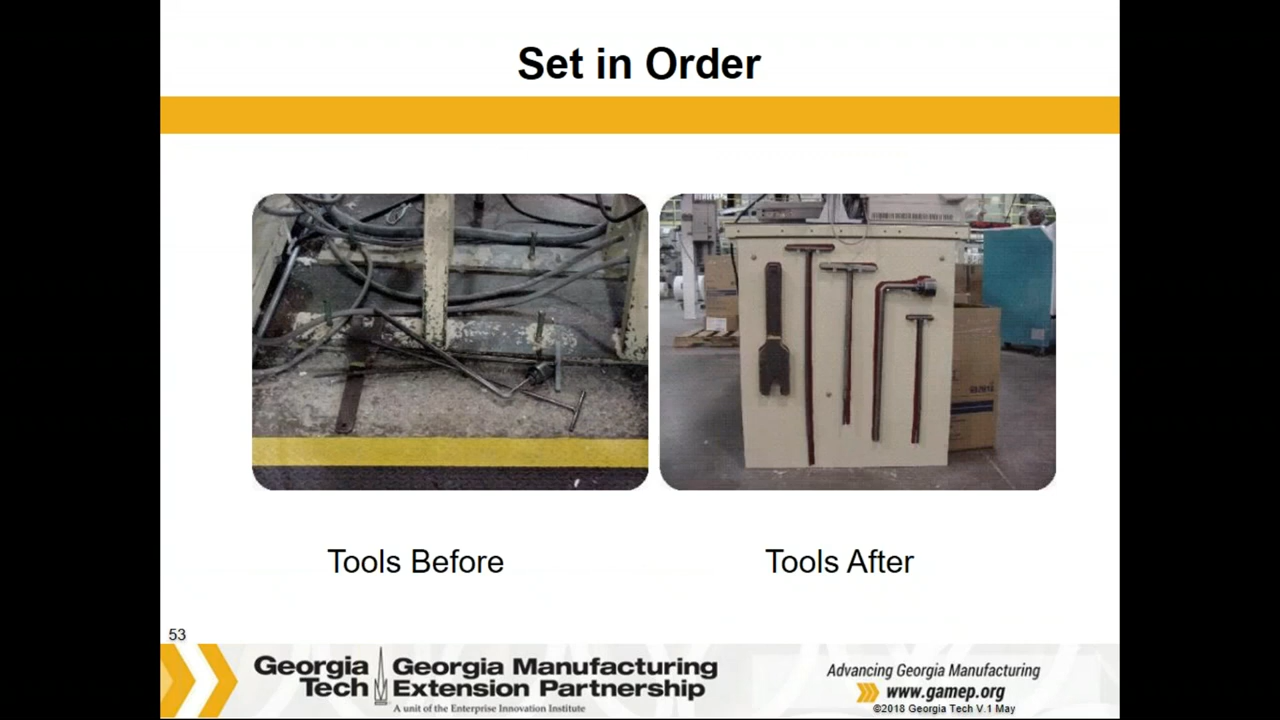 Set in Order
Tools Before
Tools After
53
Georgia Tech
Georgia Manufacturing
Extension Partnership
A unit of the Enterprise Innovation Institute
Advancing Georgia Manufacturing
www.gamep.org
©2018 Georgia Tech V.1 May